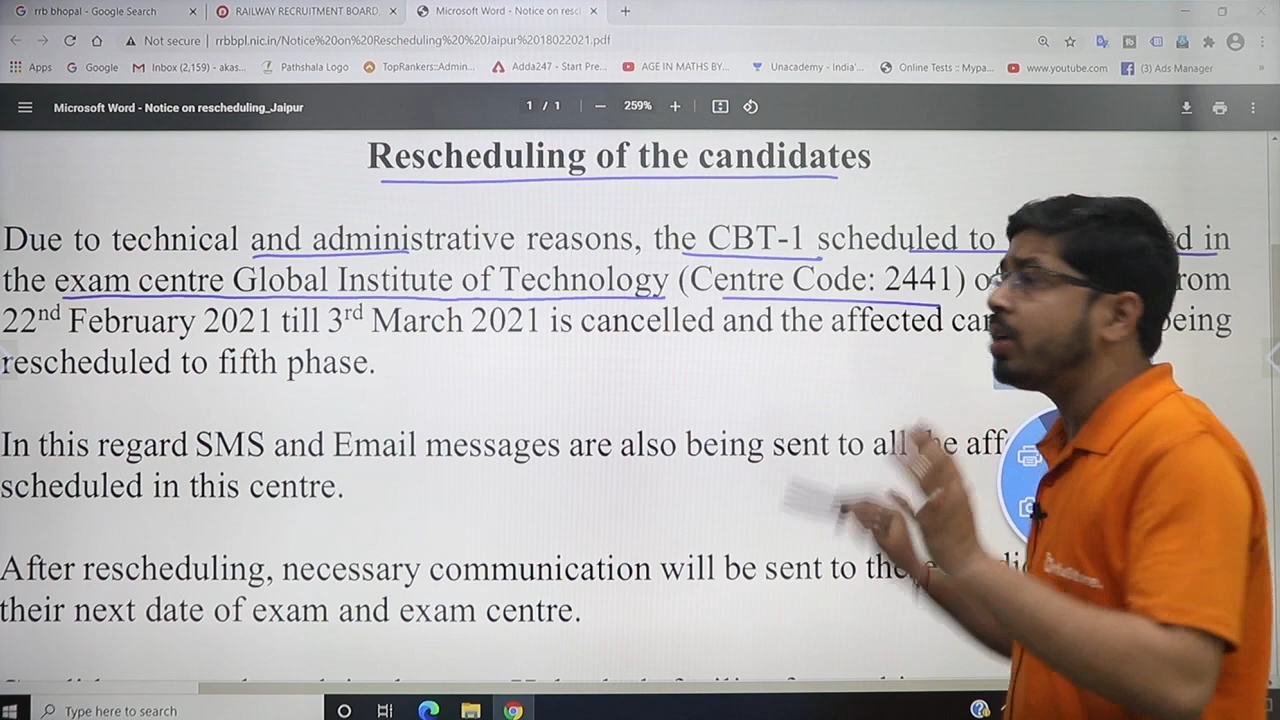 rrb bhopal - Google Search
RAILWAY RECRUITMENT BOARD
Microsoft Word - Notice on resc
Not secure | rrbbpl.nic.in/Notice%20on%20Rescheduling%20%20Jaipur%2018022021.pdf
Apps Google Inbox (2,159) - akas... Pathshala Logo TopRankers::Admin... Adda247 - Start Pre... AGE IN MATHS BY... Unacademy - India'... Online Tests :: Mypa... www.youtube.com (3) Ads Manager
Microsoft Word - Notice on rescheduling_Jaipur 1 / 1 259%
Rescheduling of the candidates
Due to technical and administrative reasons, the CBT-1 scheduled to d in
the exam centre Global Institute of Technology (Centre Code: 2441) rom
22nd February 2021 till 3rd March 2021 is cancelled and the affected being
rescheduled to fifth phase.
In this regard SMS and Email messages are also being sent to all the aff
scheduled in this centre.
After rescheduling, necessary communication will be sent to the
their next date of exam and exam centre.
Type here to search